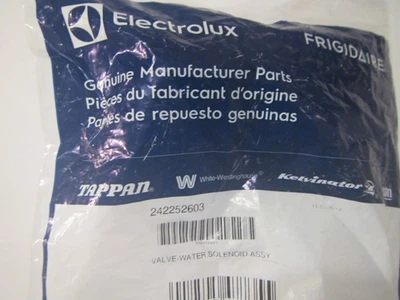 Electrolux
FRIGIDAIRE
Genuine Manufacturer Parts
Pièces du fabricant d'origine
Partes de repuesto genuinas
TAPPAN
W White-Westinghouse
Kelvinator
242252603
VALVE-WATER SOLENOID ASSY